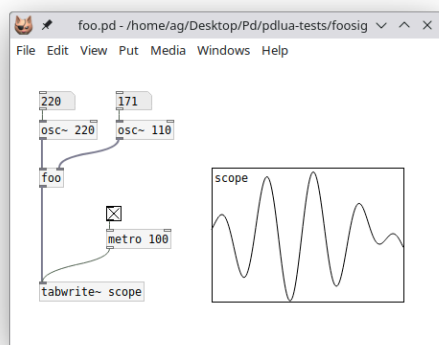 foo.pd - /home/ag/Desktop/Pd/pdlua-tests/foosig
File Edit View Put Media Windows Help
220 171
osc~ 220 osc~ 110
foo
scope
metro 100
tabwrite~ scope